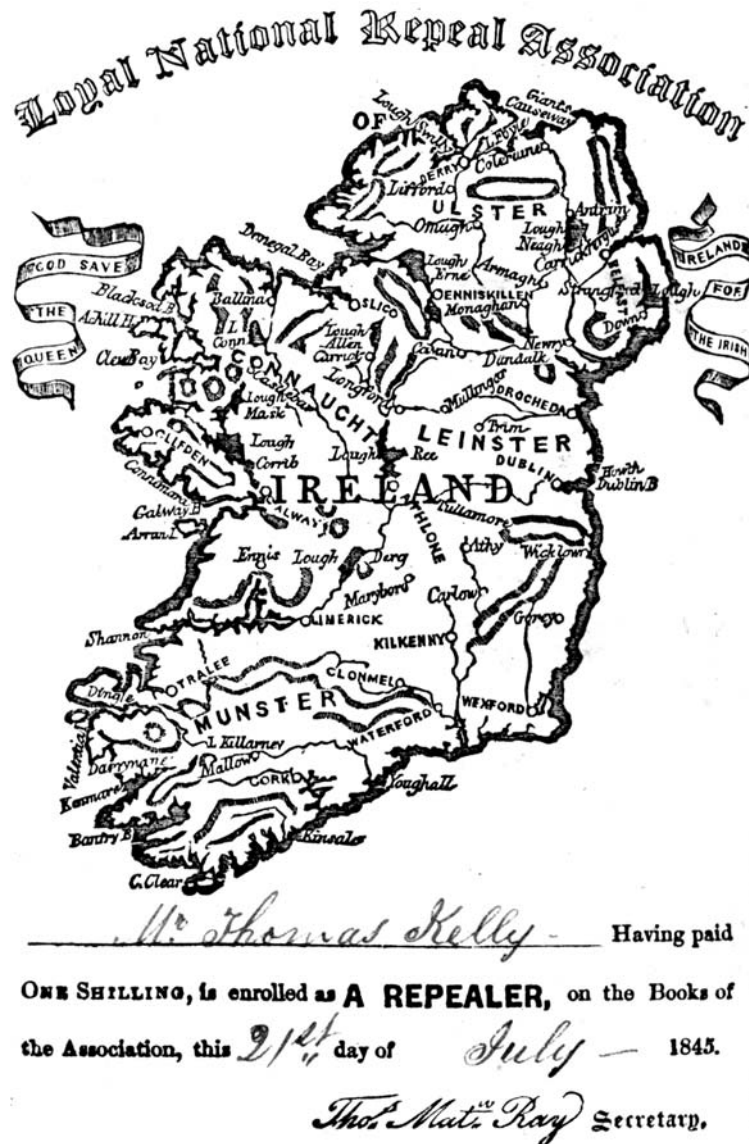 Loyal National Repeal Association
OF
Giants
Causeway
Lough Swilly
L Foyle
DERRY
Coleraine
Lifford
ULSTER
Omagh
Antrim
Lough
Neagh
Carrickfergus
BELFAST
Strangford Lough
Down
Armagh
Lough
Erne
ENNISKILLEN
Monaghan
Newry
Donegal Bay
GOD SAVE
THE
QUEEN
IRELAND
FOR
THE IRISH
Blacksod B
Ballina
SLIGO
Achill H
L
Conn
Lough
Allen
Carrick
Cavan
Dundalk
Clew Bay
CONNAUGHT
Castlebar
Longford
Mullingar
DROGHEDA
Lough
Mask
Trim
LEINSTER
CLIFDEN
Lough
Corrib
Lough Ree
DUBLIN
Howth
Dublin B
Connemara
IRELAND
Galway B
GALWAY
ATHLONE
Tullamore
Arran I
Ennis
Lough Derg
Athy
Wicklow
Maryboro
Carlow
Gorey
LIMERICK
Shannon
KILKENNY
TRALEE
CLONMEL
Dingle
MUNSTER
WATERFORD
WEXFORD
Valentia
L Killarney
Darrynane
Mallow
Kenmare
CORK
Youghall
Bantry B
Kinsale
C. Clear
Mr Thomas Kelly - Having paid
ONE SHILLING, is enrolled as A REPEALER, on the Books of
the Association, this 21st day of July - 1845.
Thos Matw Ray Secretary.